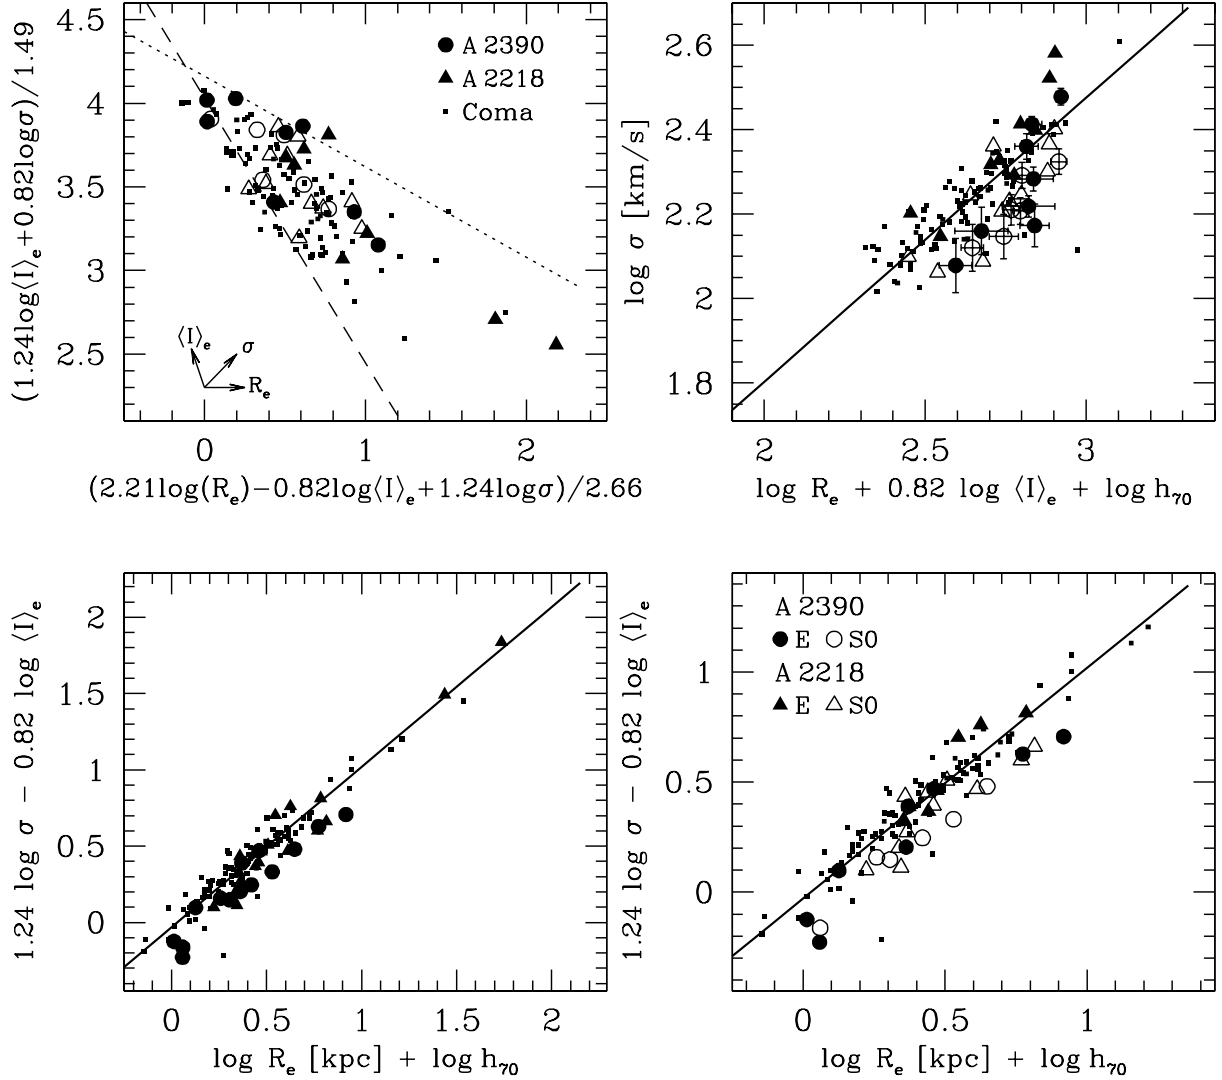 (1.24log⟨I⟩e+0.82logσ)/1.49
4.5
4
3.5
3
2.5
A 2390
A 2218
Coma
⟨I⟩e
σ
Re
0
1
2
(2.21log(Re)−0.82log⟨I⟩e+1.24logσ)/2.66
log σ [km/s]
2.6
2.4
2.2
2
1.8
2
2.5
3
log Re + 0.82 log ⟨I⟩e + log h70
1.24 log σ − 0.82 log ⟨I⟩e
2
1.5
1
0.5
0
0
0.5
1
1.5
2
log Re [kpc] + log h70
1.24 log σ − 0.82 log ⟨I⟩e
1
0.5
0
A 2390
E S0
A 2218
E S0
0
0.5
1
log Re [kpc] + log h70